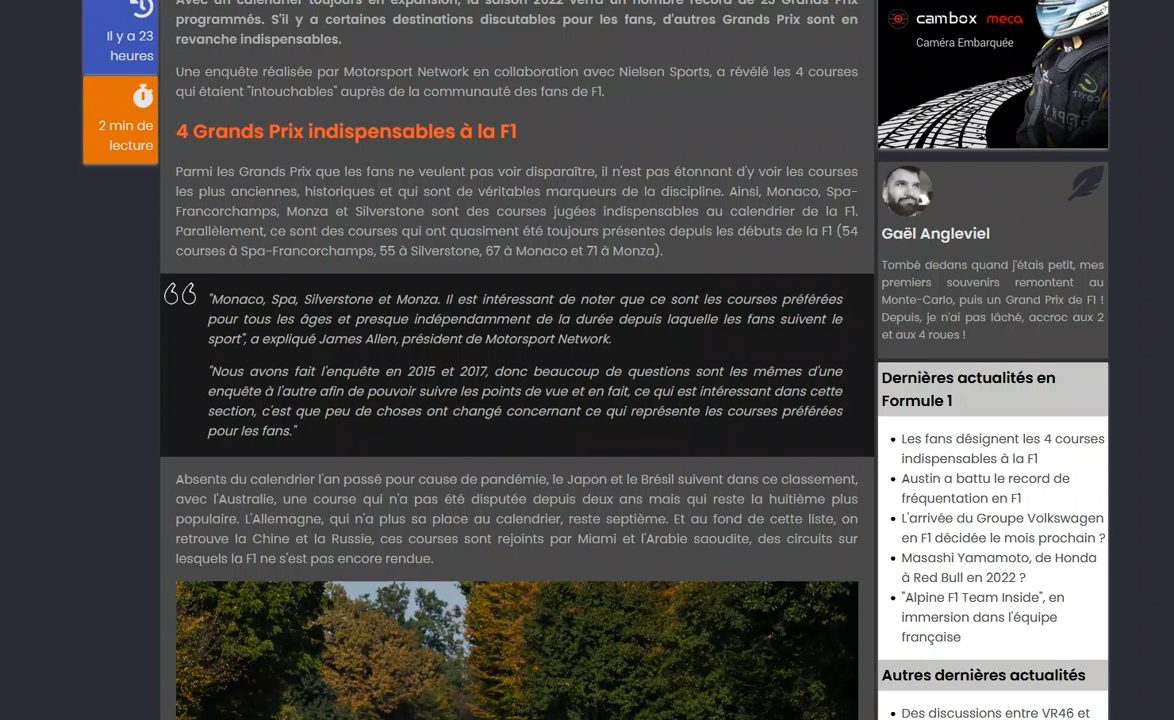 Avec un calendrier toujours en expansion, la saison 2022 verra un nombre record de 23 Grands Prix
programmés. S'il y a certaines destinations discutables pour les fans, d'autres Grands Prix sont en
revanche indispensables.
Il y a 23
heures
2 min de
lecture
Une enquête réalisée par Motorsport Network en collaboration avec Nielsen Sports, a révélé les 4 courses
qui étaient "intouchables" auprès de la communauté des fans de F1.
4 Grands Prix indispensables à la F1
Parmi les Grands Prix que les fans ne veulent pas voir disparaître, il n'est pas étonnant d'y voir les courses
les plus anciennes, historiques et qui sont de véritables marqueurs de la discipline. Ainsi, Monaco, Spa-
Francorchamps, Monza et Silverstone sont des courses jugées indispensables au calendrier de la F1.
Parallèlement, ce sont des courses qui ont quasiment été toujours présentes depuis les débuts de la F1 (54
courses à Spa-Francorchamps, 55 à Silverstone, 67 à Monaco et 71 à Monza).
"Monaco, Spa, Silverstone et Monza. Il est intéressant de noter que ce sont les courses préférées
pour tous les âges et presque indépendamment de la durée depuis laquelle les fans suivent le
sport", a expliqué James Allen, président de Motorsport Network.
"Nous avons fait l'enquête en 2015 et 2017, donc beaucoup de questions sont les mêmes d'une
enquête à l'autre afin de pouvoir suivre les points de vue et en fait, ce qui est intéressant dans cette
section, c'est que peu de choses ont changé concernant ce qui représente les courses préférées
pour les fans."
Absents du calendrier l'an passé pour cause de pandémie, le Japon et le Brésil suivent dans ce classement,
avec l'Australie, une course qui n'a pas été disputée depuis deux ans mais qui reste la huitième plus
populaire. L'Allemagne, qui n'a plus sa place au calendrier, reste septième. Et au fond de cette liste, on
retrouve la Chine et la Russie, ces courses sont rejoints par Miami et l'Arabie saoudite, des circuits sur
lesquels la F1 ne s'est pas encore rendue.
cambox meca
Caméra Embarquée
Gaël Angleviel
Tombé dedans quand j'étais petit, mes
premiers souvenirs remontent au
Monte-Carlo, puis un Grand Prix de F1 !
Depuis, je n'ai pas lâché, accroc aux 2
et aux 4 roues !
Dernières actualités en
Formule 1
Les fans désignent les 4 courses
indispensables à la F1
Austin a battu le record de
fréquentation en F1
L'arrivée du Groupe Volkswagen
en F1 décidée le mois prochain ?
Masashi Yamamoto, de Honda
à Red Bull en 2022 ?
"Alpine F1 Team Inside", en
immersion dans l'équipe
française
Autres dernières actualités
Des discussions entre VR46 et